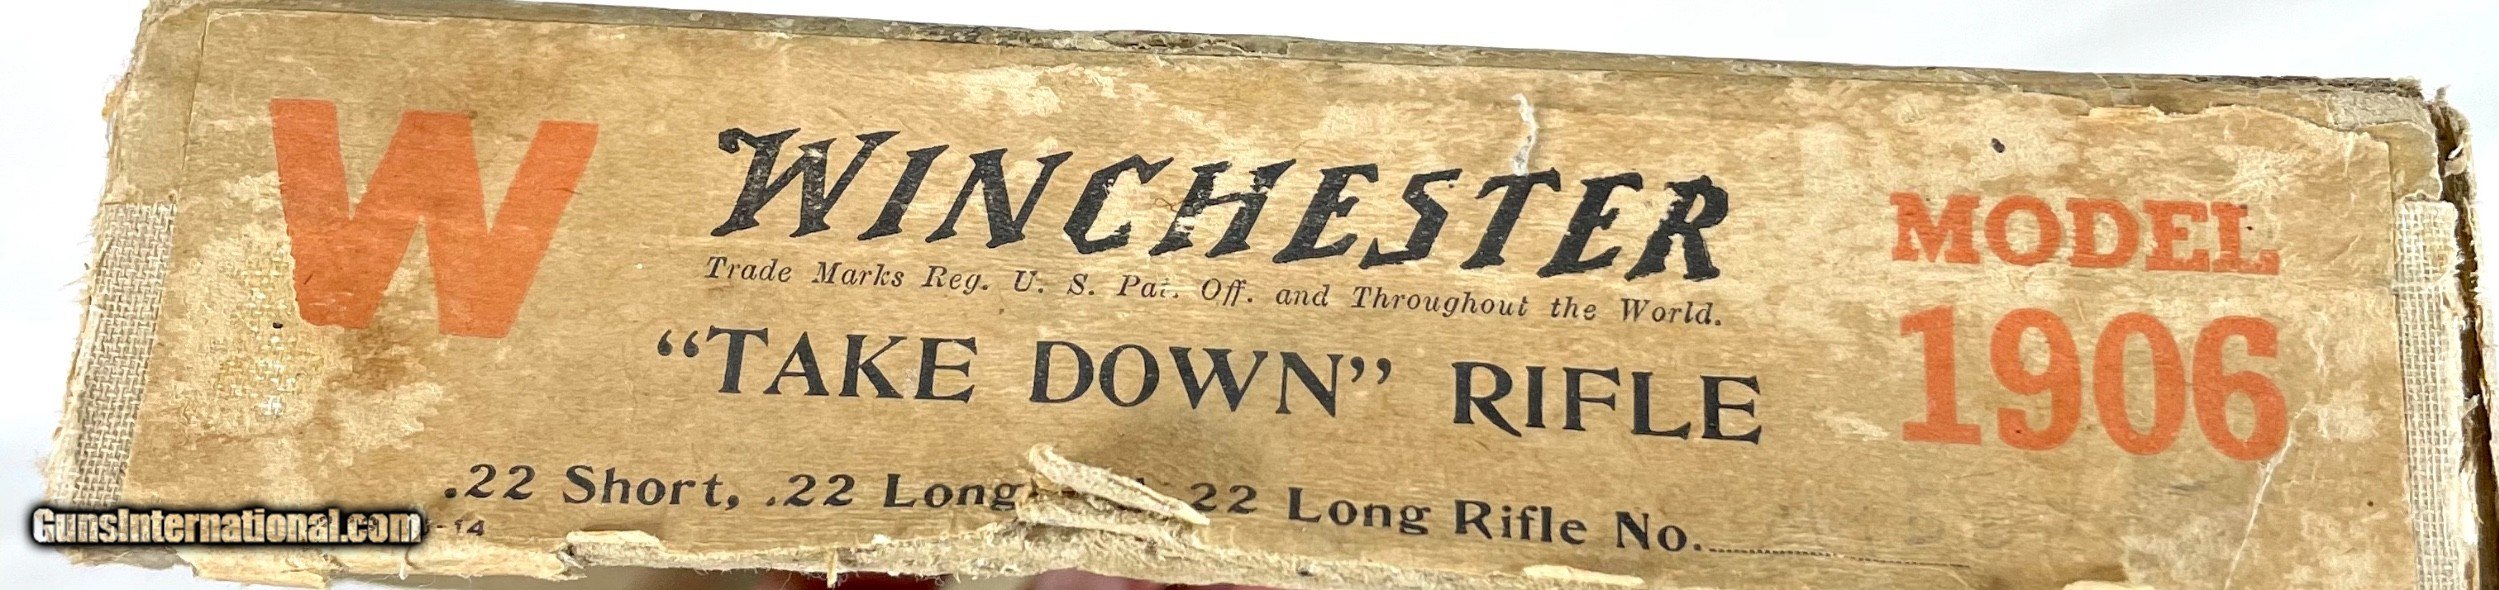 W
WINCHESTER
Trade Marks Reg. U. S. Pat. Off. and Throughout the World.
"TAKE DOWN" RIFLE
MODEL
1906
.22 Short, .22 Long 22 Long Rifle No.
14
GunsInternational.com